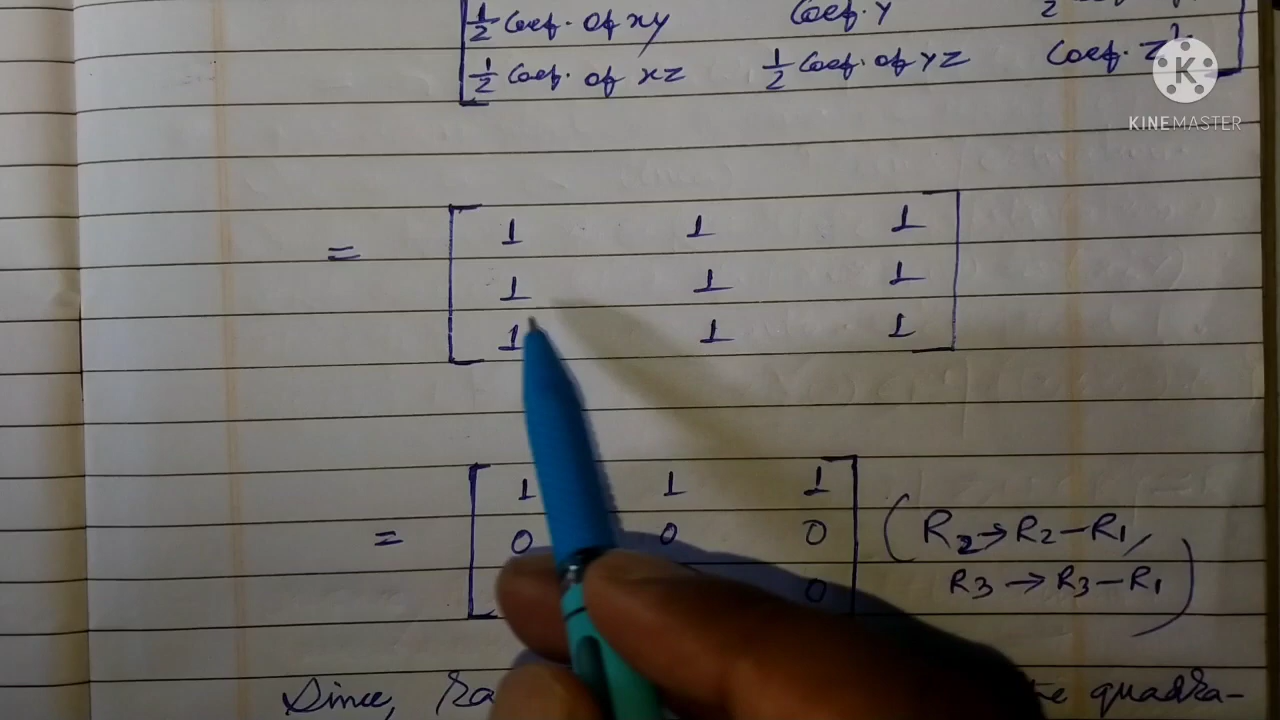 1/2 Coef. of xy Coef. Y 1/2
1/2 Coef. of xz 1/2 Coef. of YZ Coef. Z²
KINEMASTER
= 1 1 1
1 1 1
1 1 1
= 1 1 1
0 0 0 (R2→R2-R1,
0 R3→R3-R1)
Since, quadra-